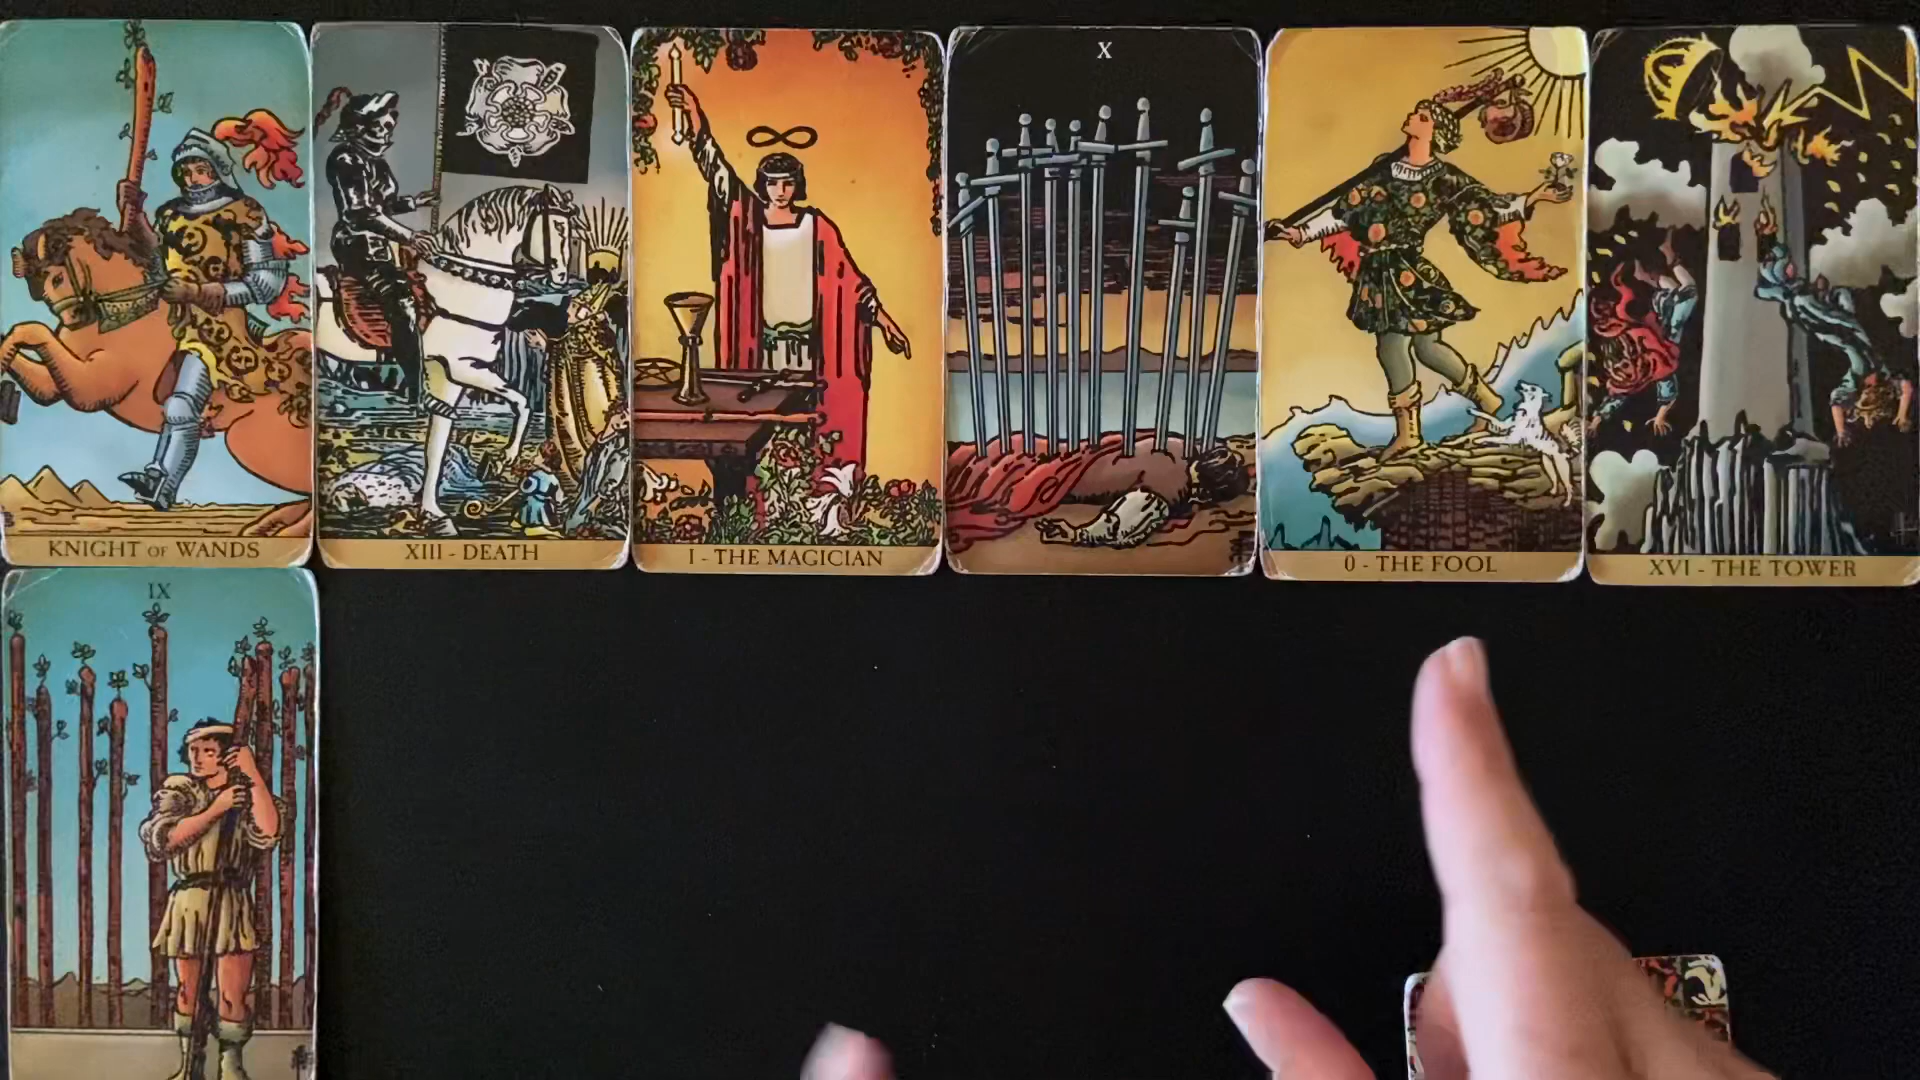 X
KNIGHT OF WANDS
XIII - DEATH
I - THE MAGICIAN
0 - THE FOOL
XVI - THE TOWER
IX